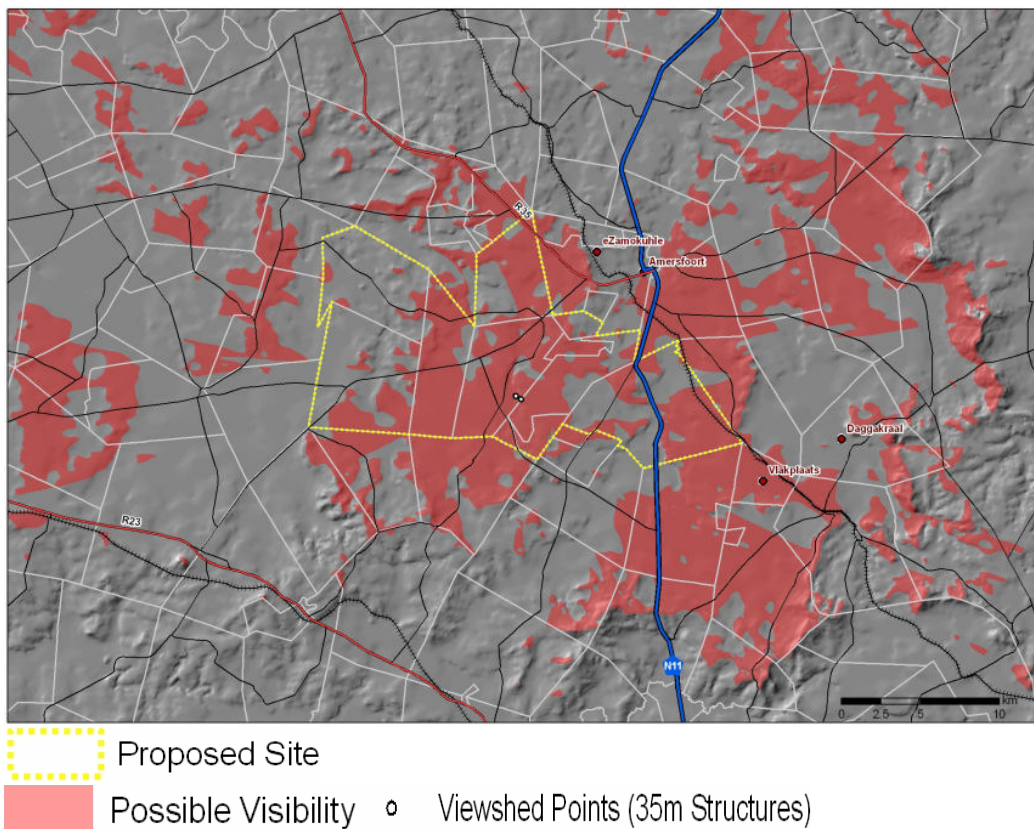 R35
eZamokuhle
Amersfoort
Daggakraal
Vlakplaats
R23
N11
km
0 2.5 5 10
Proposed Site
Possible Visibility Viewshed Points (35m Structures)